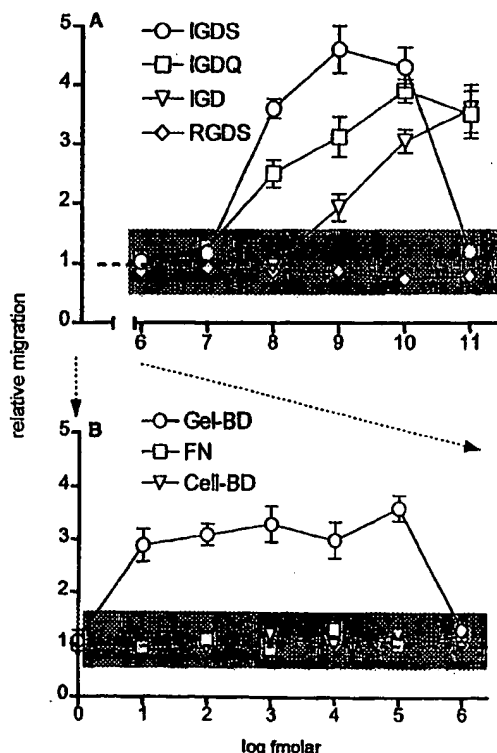 A
5
4
3
2
1
0
IGDS
IGDQ
IGD
RGDS
6 7 8 9 10 11
relative migration
B
5
4
3
2
1
0
Gel-BD
FN
Cell-BD
0 1 2 3 4 5 6
log fmolar